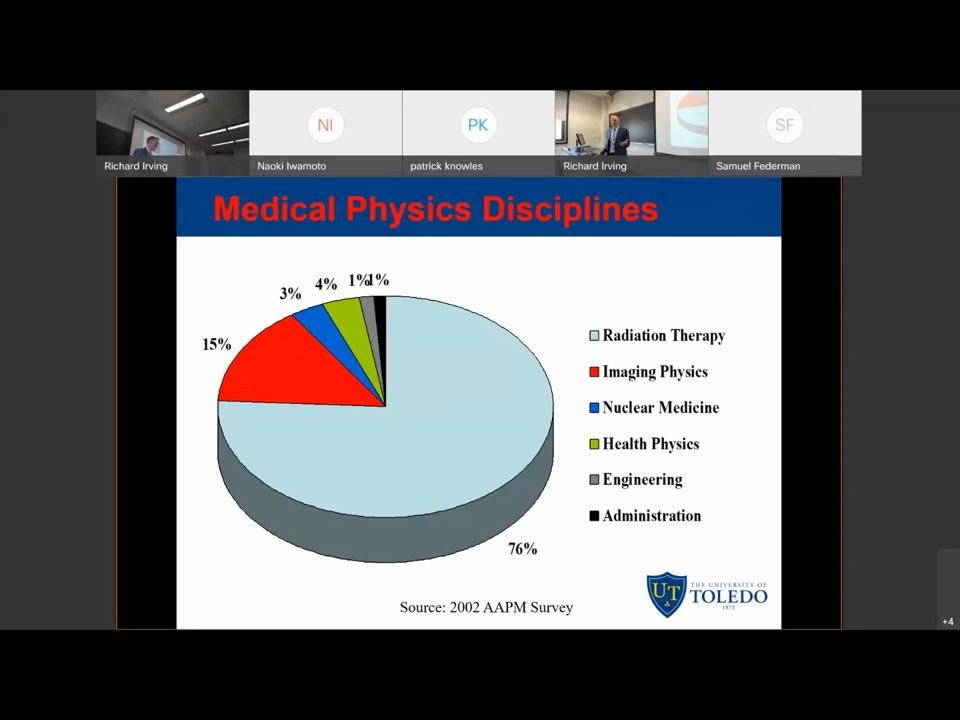 NI
PK
SF
Richard Irving
Naoki Iwamoto
patrick knowles
Richard Irving
Samuel Federman
Medical Physics Disciplines
15%
3%
4%
1%
1%
76%
Radiation Therapy
Imaging Physics
Nuclear Medicine
Health Physics
Engineering
Administration
Source: 2002 AAPM Survey
UT
THE UNIVERSITY OF
TOLEDO
1872
+4